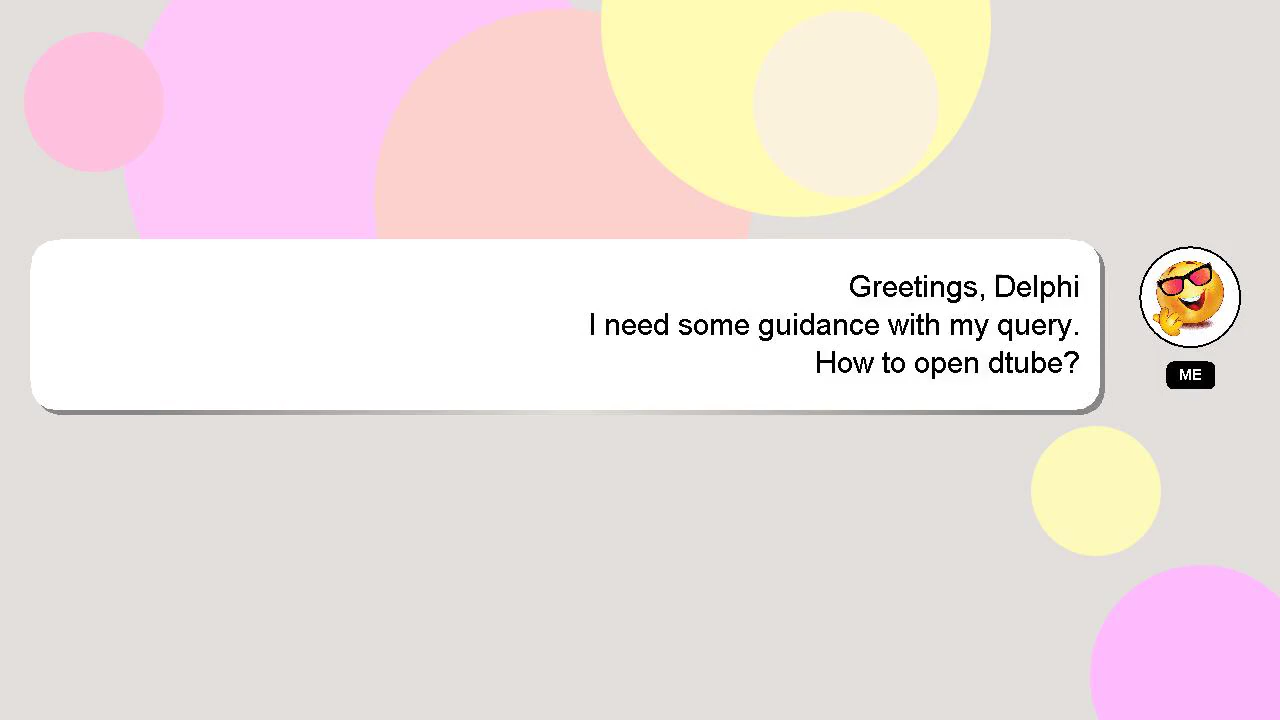 Greetings, Delphi
I need some guidance with my query.
How to open dtube?
ME